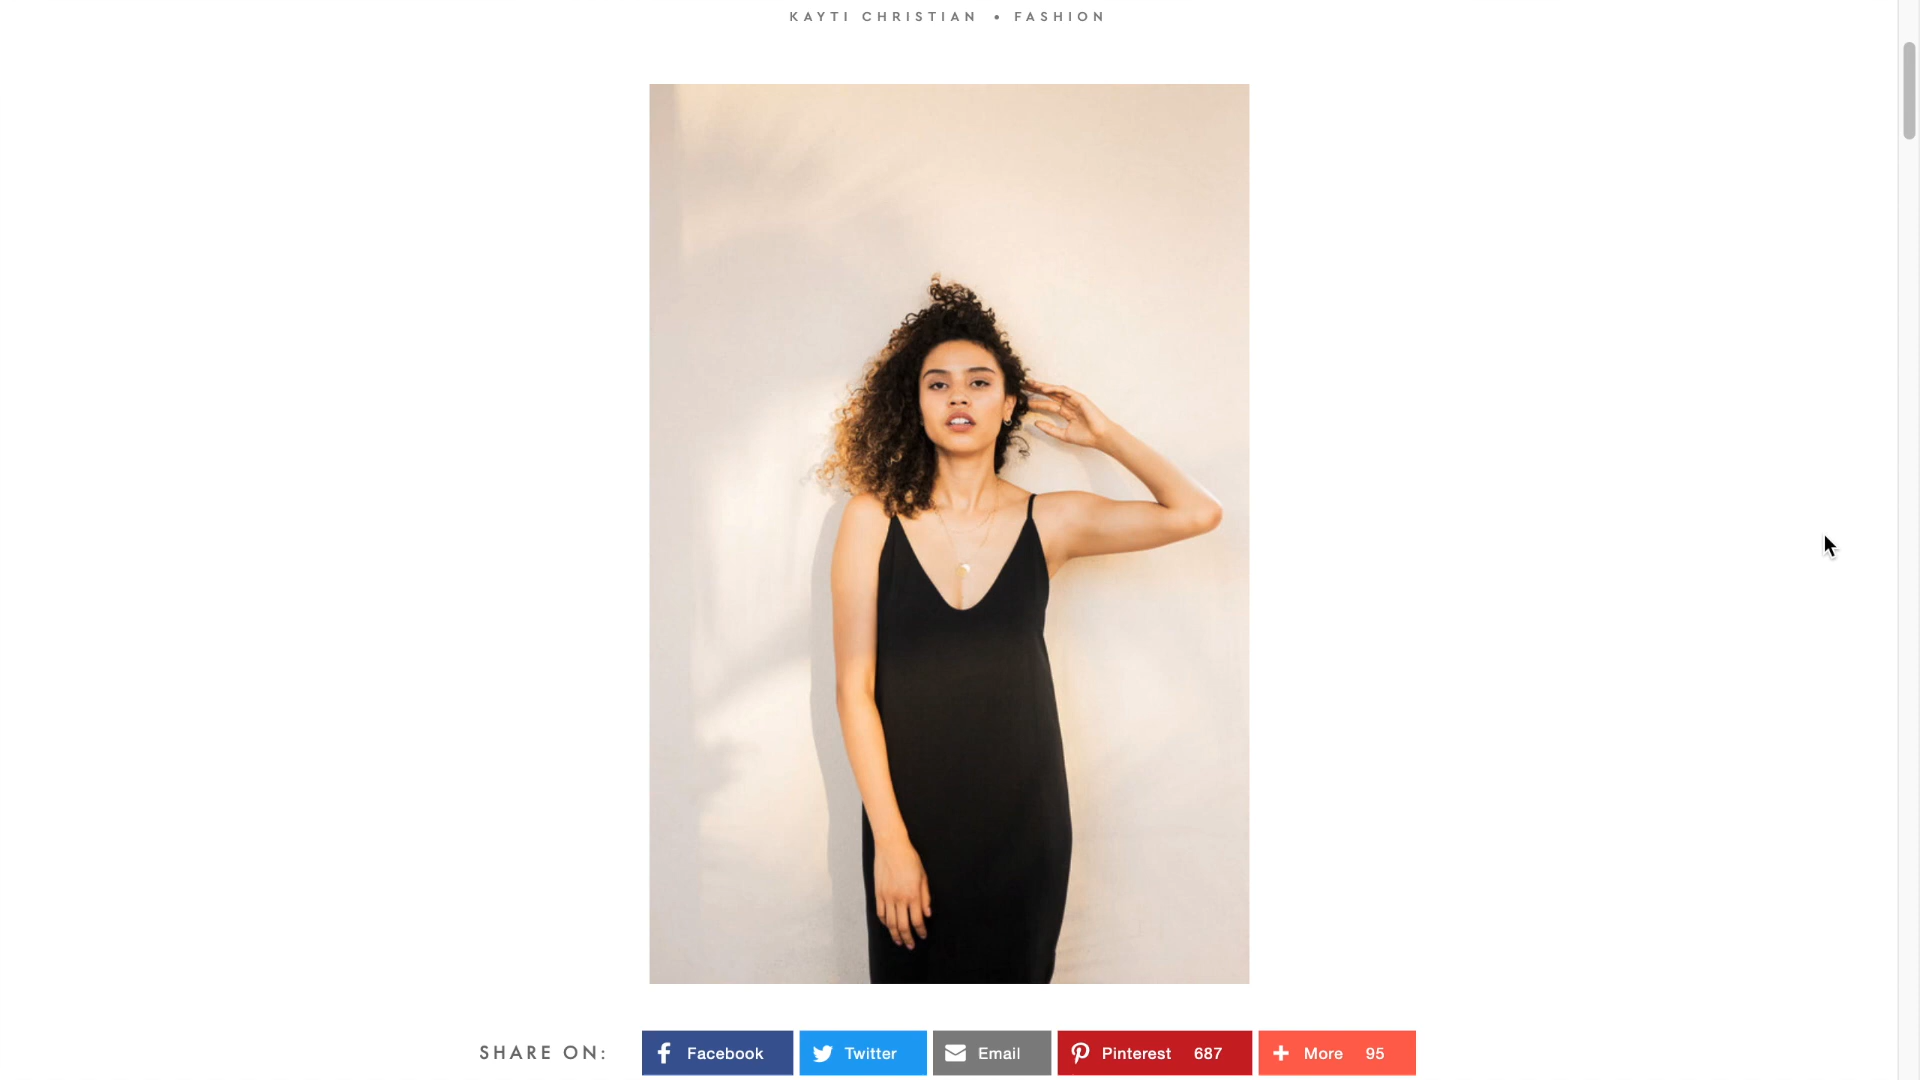 KAYTI CHRISTIAN • FASHION
SHARE ON: Facebook Twitter Email Pinterest 687 More 95